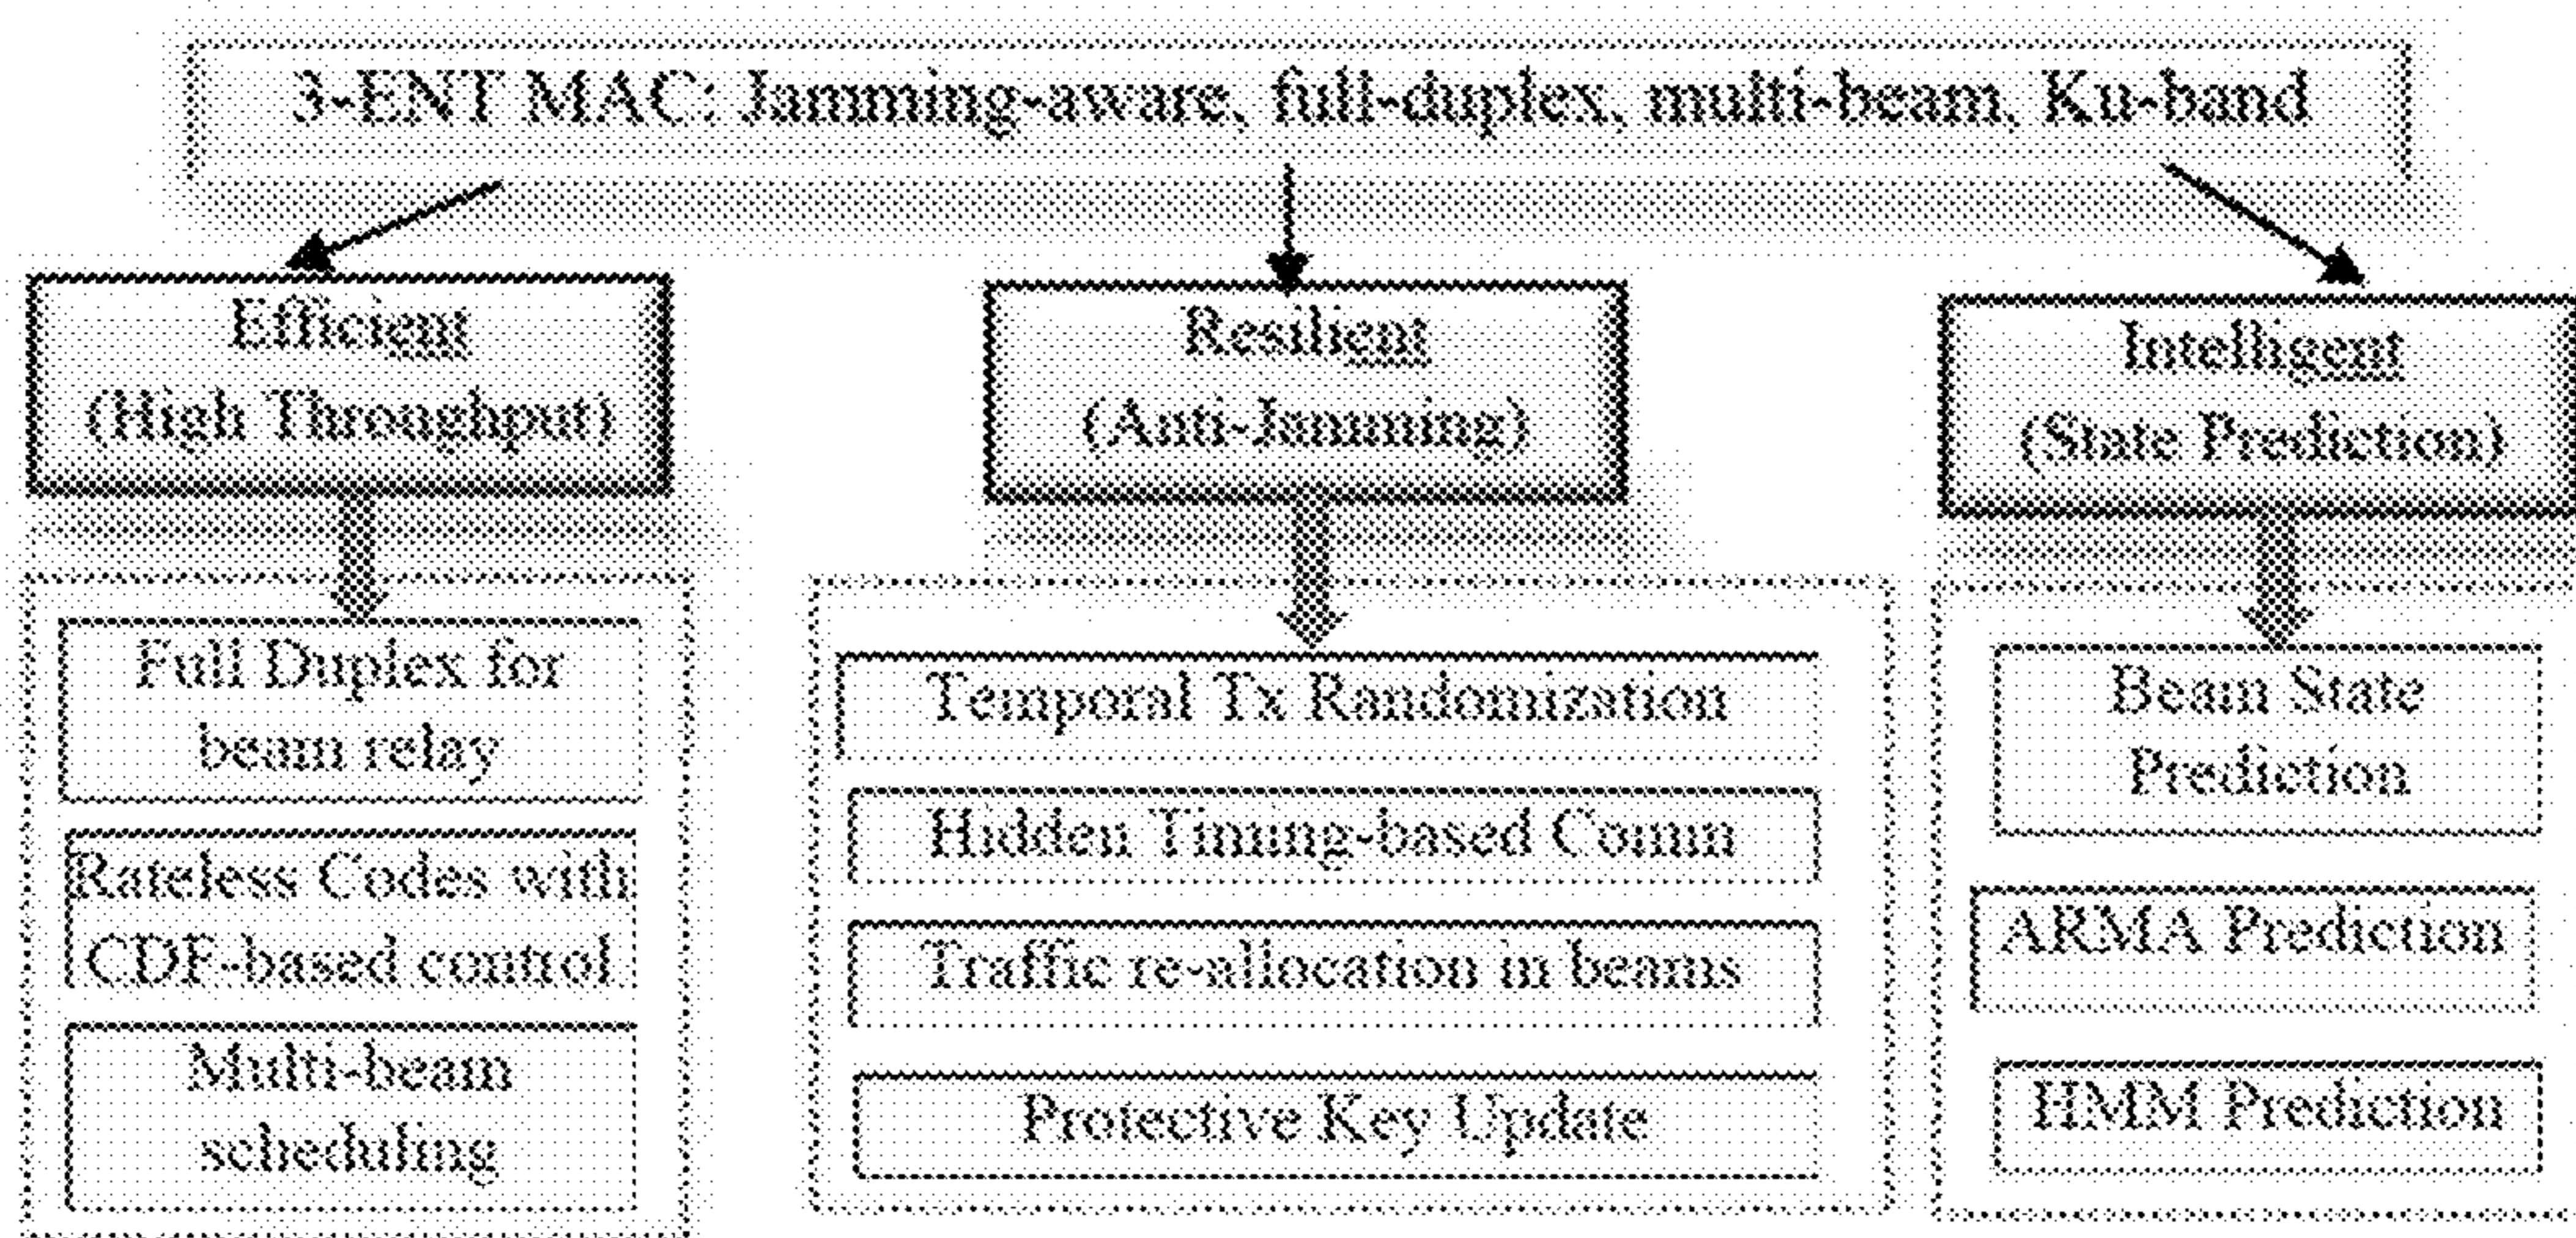 3-ENT MAC: Jamming-aware, full-duplex, multi-beam, Ku-band
Efficient
(High Throughput)
Full Duplex for
beam relay
Rateless Codes with
CDF-based control
Multi-beam
scheduling
Resilient
(Anti-Jamming)
Temporal Tx Randomization
Hidden Timing-based Comm
Traffic re-allocation in beams
Protective Key Update
Intelligent
(State Prediction)
Beam State
Prediction
ARMA Prediction
HMM Prediction